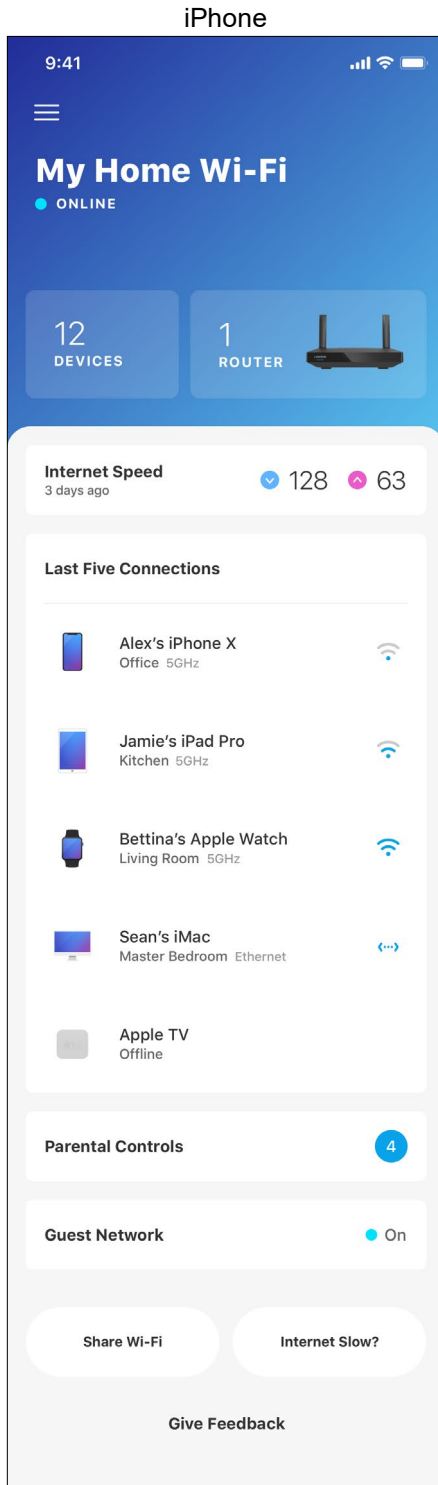 iPhone
9:41
My Home Wi-Fi
ONLINE
12
DEVICES
1
ROUTER
Internet Speed
3 days ago
128
63
Last Five Connections
Alex’s iPhone X
Office 5GHz
Jamie’s iPad Pro
Kitchen 5GHz
Bettina’s Apple Watch
Living Room 5GHz
Sean’s iMac
Master Bedroom Ethernet
Apple TV
Offline
Parental Controls
4
Guest Network
On
Share Wi-Fi
Internet Slow?
Give Feedback